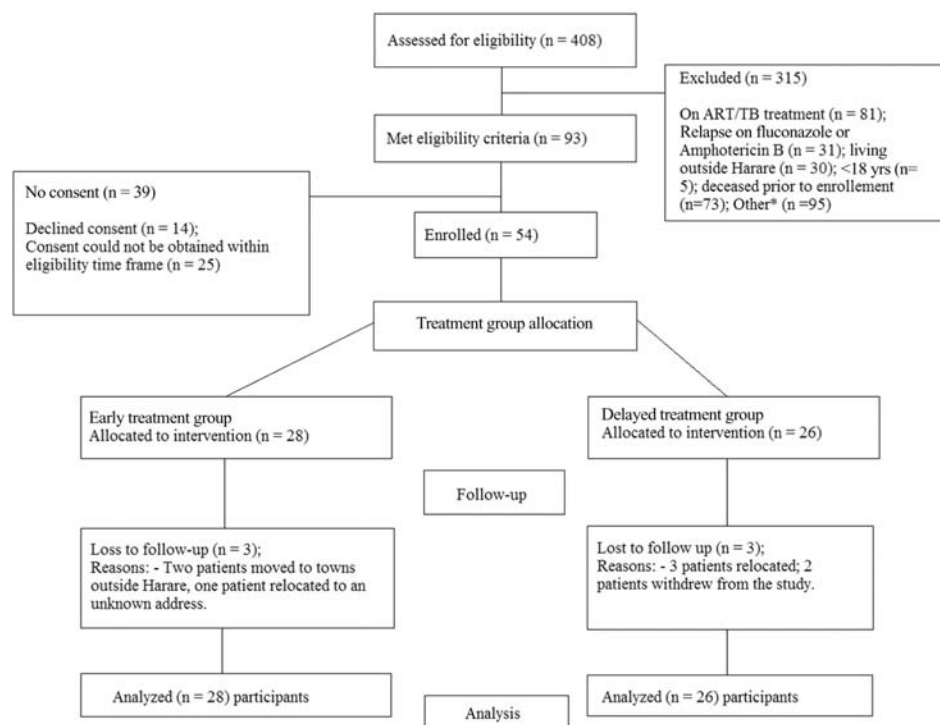 Assessed for eligibility (n = 408)
Excluded (n = 315)
On ART/TB treatment (n = 81);
Relapse on fluconazole or
Amphotericin B (n = 31); living
outside Harare (n = 30); <18 yrs (n=
5); deceased prior to enrollement
(n=73); Other* (n =95)
Met eligibility criteria (n = 93)
No consent (n = 39)
Declined consent (n = 14);
Consent could not be obtained within
eligibility time frame (n = 25)
Enrolled (n = 54)
Treatment group allocation
Early treatment group
Allocated to intervention (n = 28)
Delayed treatment group
Allocated to intervention (n = 26)
Follow-up
Loss to follow-up (n = 3);
Reasons: - Two patients moved to towns
outside Harare, one patient relocated to an
unknown address.
Lost to follow up (n = 3);
Reasons: - 3 patients relocated; 2
patients withdrew from the study.
Analyzed (n = 28) participants
Analyzed (n = 26) participants
Analysis